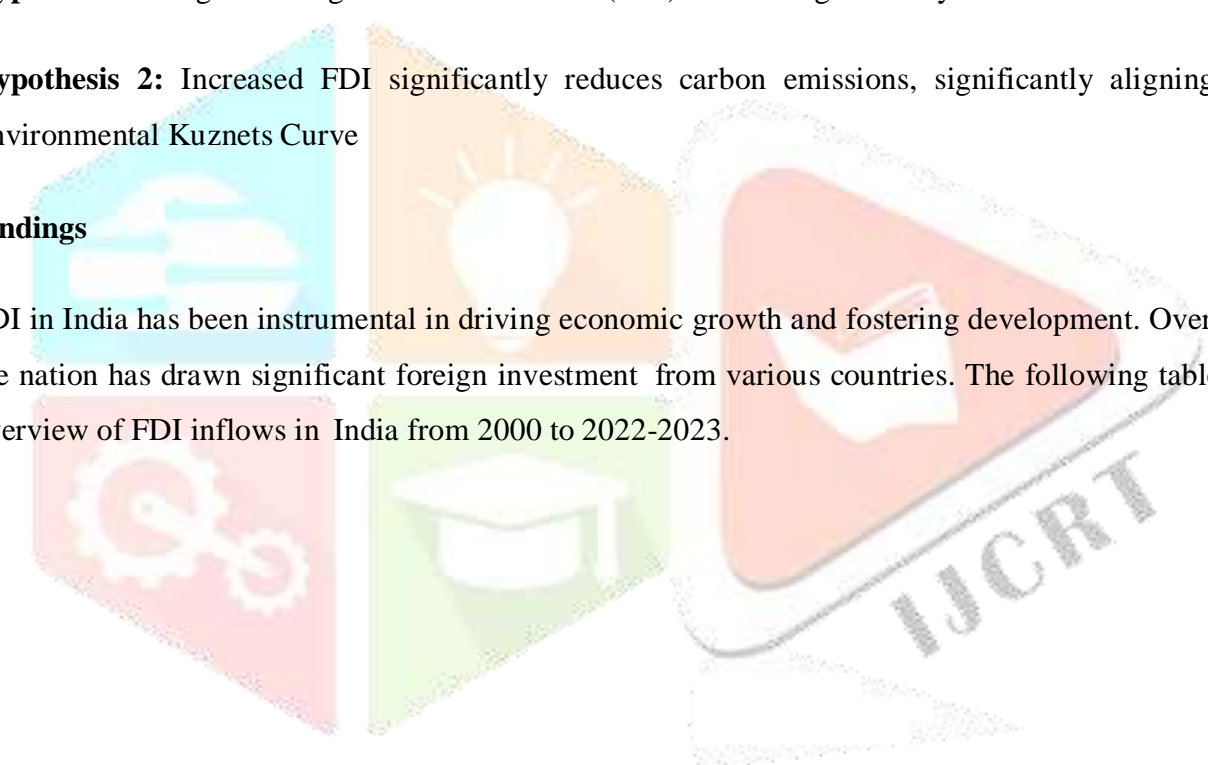 ypothesis 2: Increased FDI significantly reduces carbon emissions, significantly aligning
nvironmental Kuznets Curve
ndings
DI in India has been instrumental in driving economic growth and fostering development. Over
e nation has drawn significant foreign investment from various countries. The following table
verview of FDI inflows in India from 2000 to 2022-2023.
IJCRT